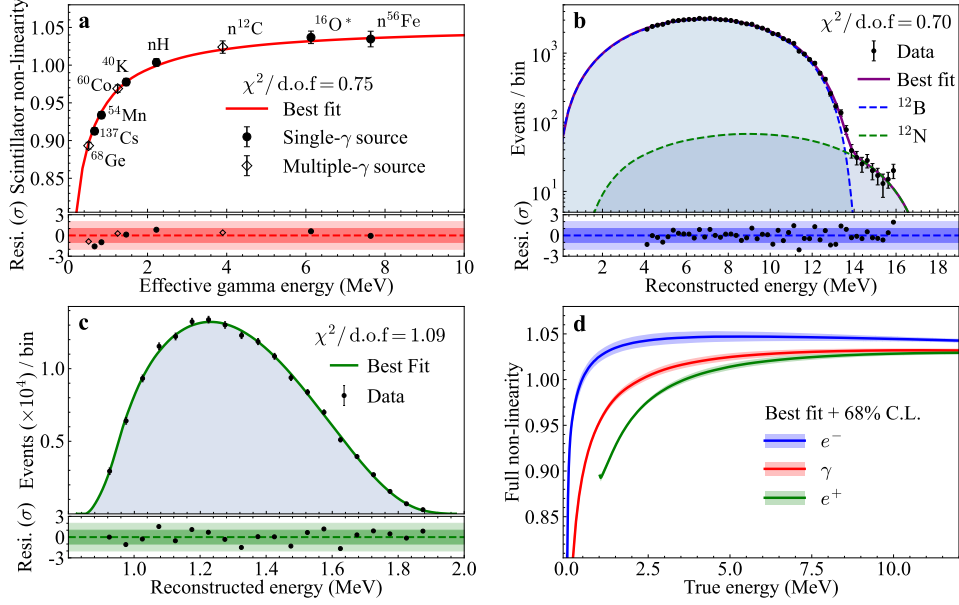 a
χ²/d.o.f = 0.75
Best fit
Single-γ source
Multiple-γ source
⁶⁸Ge
¹³⁷Cs
⁵⁴Mn
⁶⁰Co
⁴⁰K
nH
n¹²C
¹⁶O*
n⁵⁶Fe
Scintillator non-linearity
1.05
1.00
0.95
0.90
0.85
Resi. (σ)
3
0
-3
0 2 4 6 8 10
Effective gamma energy (MeV)
b
χ²/d.o.f = 0.70
Data
Best fit
¹²B
¹²N
Events / bin
10³
10²
10¹
Resi. (σ)
3
0
-3
2 4 6 8 10 12 14 16 18
Reconstructed energy (MeV)
c
χ²/d.o.f = 1.09
Best Fit
Data
Events (×10⁴) / bin
1.0
0.5
3
Resi. (σ)
3
0
-3
1.0 1.2 1.4 1.6 1.8 2.0
Reconstructed energy (MeV)
d
Best fit + 68% C.L.
e⁻
γ
e⁺
Full non-linearity
1.05
1.00
0.95
0.90
0.85
0.0 2.5 5.0 7.5 10.0
True energy (MeV)